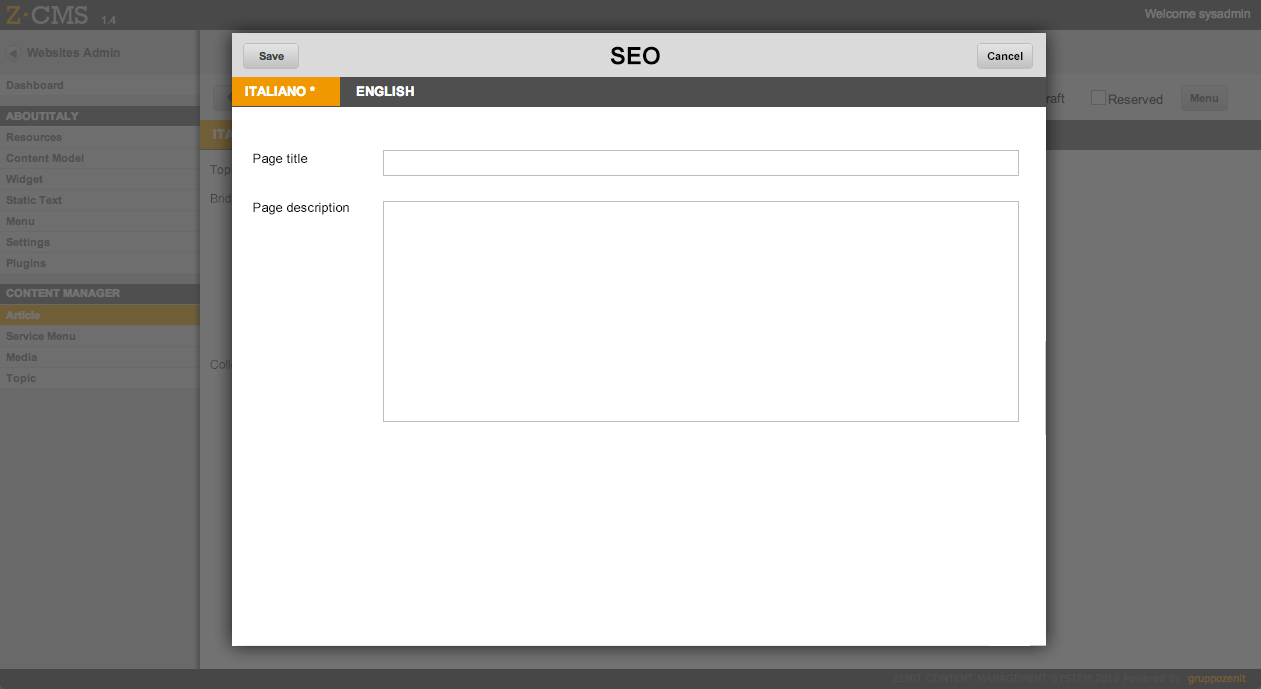 Z·CMS 1.4
Welcome sysadmin
Websites Admin
Dashboard
ABOUTITALY
Resources
Content Model
Widget
Static Text
Menu
Settings
Plugins
CONTENT MANAGER
Article
Service Menu
Media
Topic
Save
SEO
Cancel
ITALIANO *
ENGLISH
Page title
Page description
raft
Reserved
Menu
ITA
Top
Brid
Coll
ZENIT CONTENT MANAGEMENT SYSTEM 2012 Powered by gruppozenit